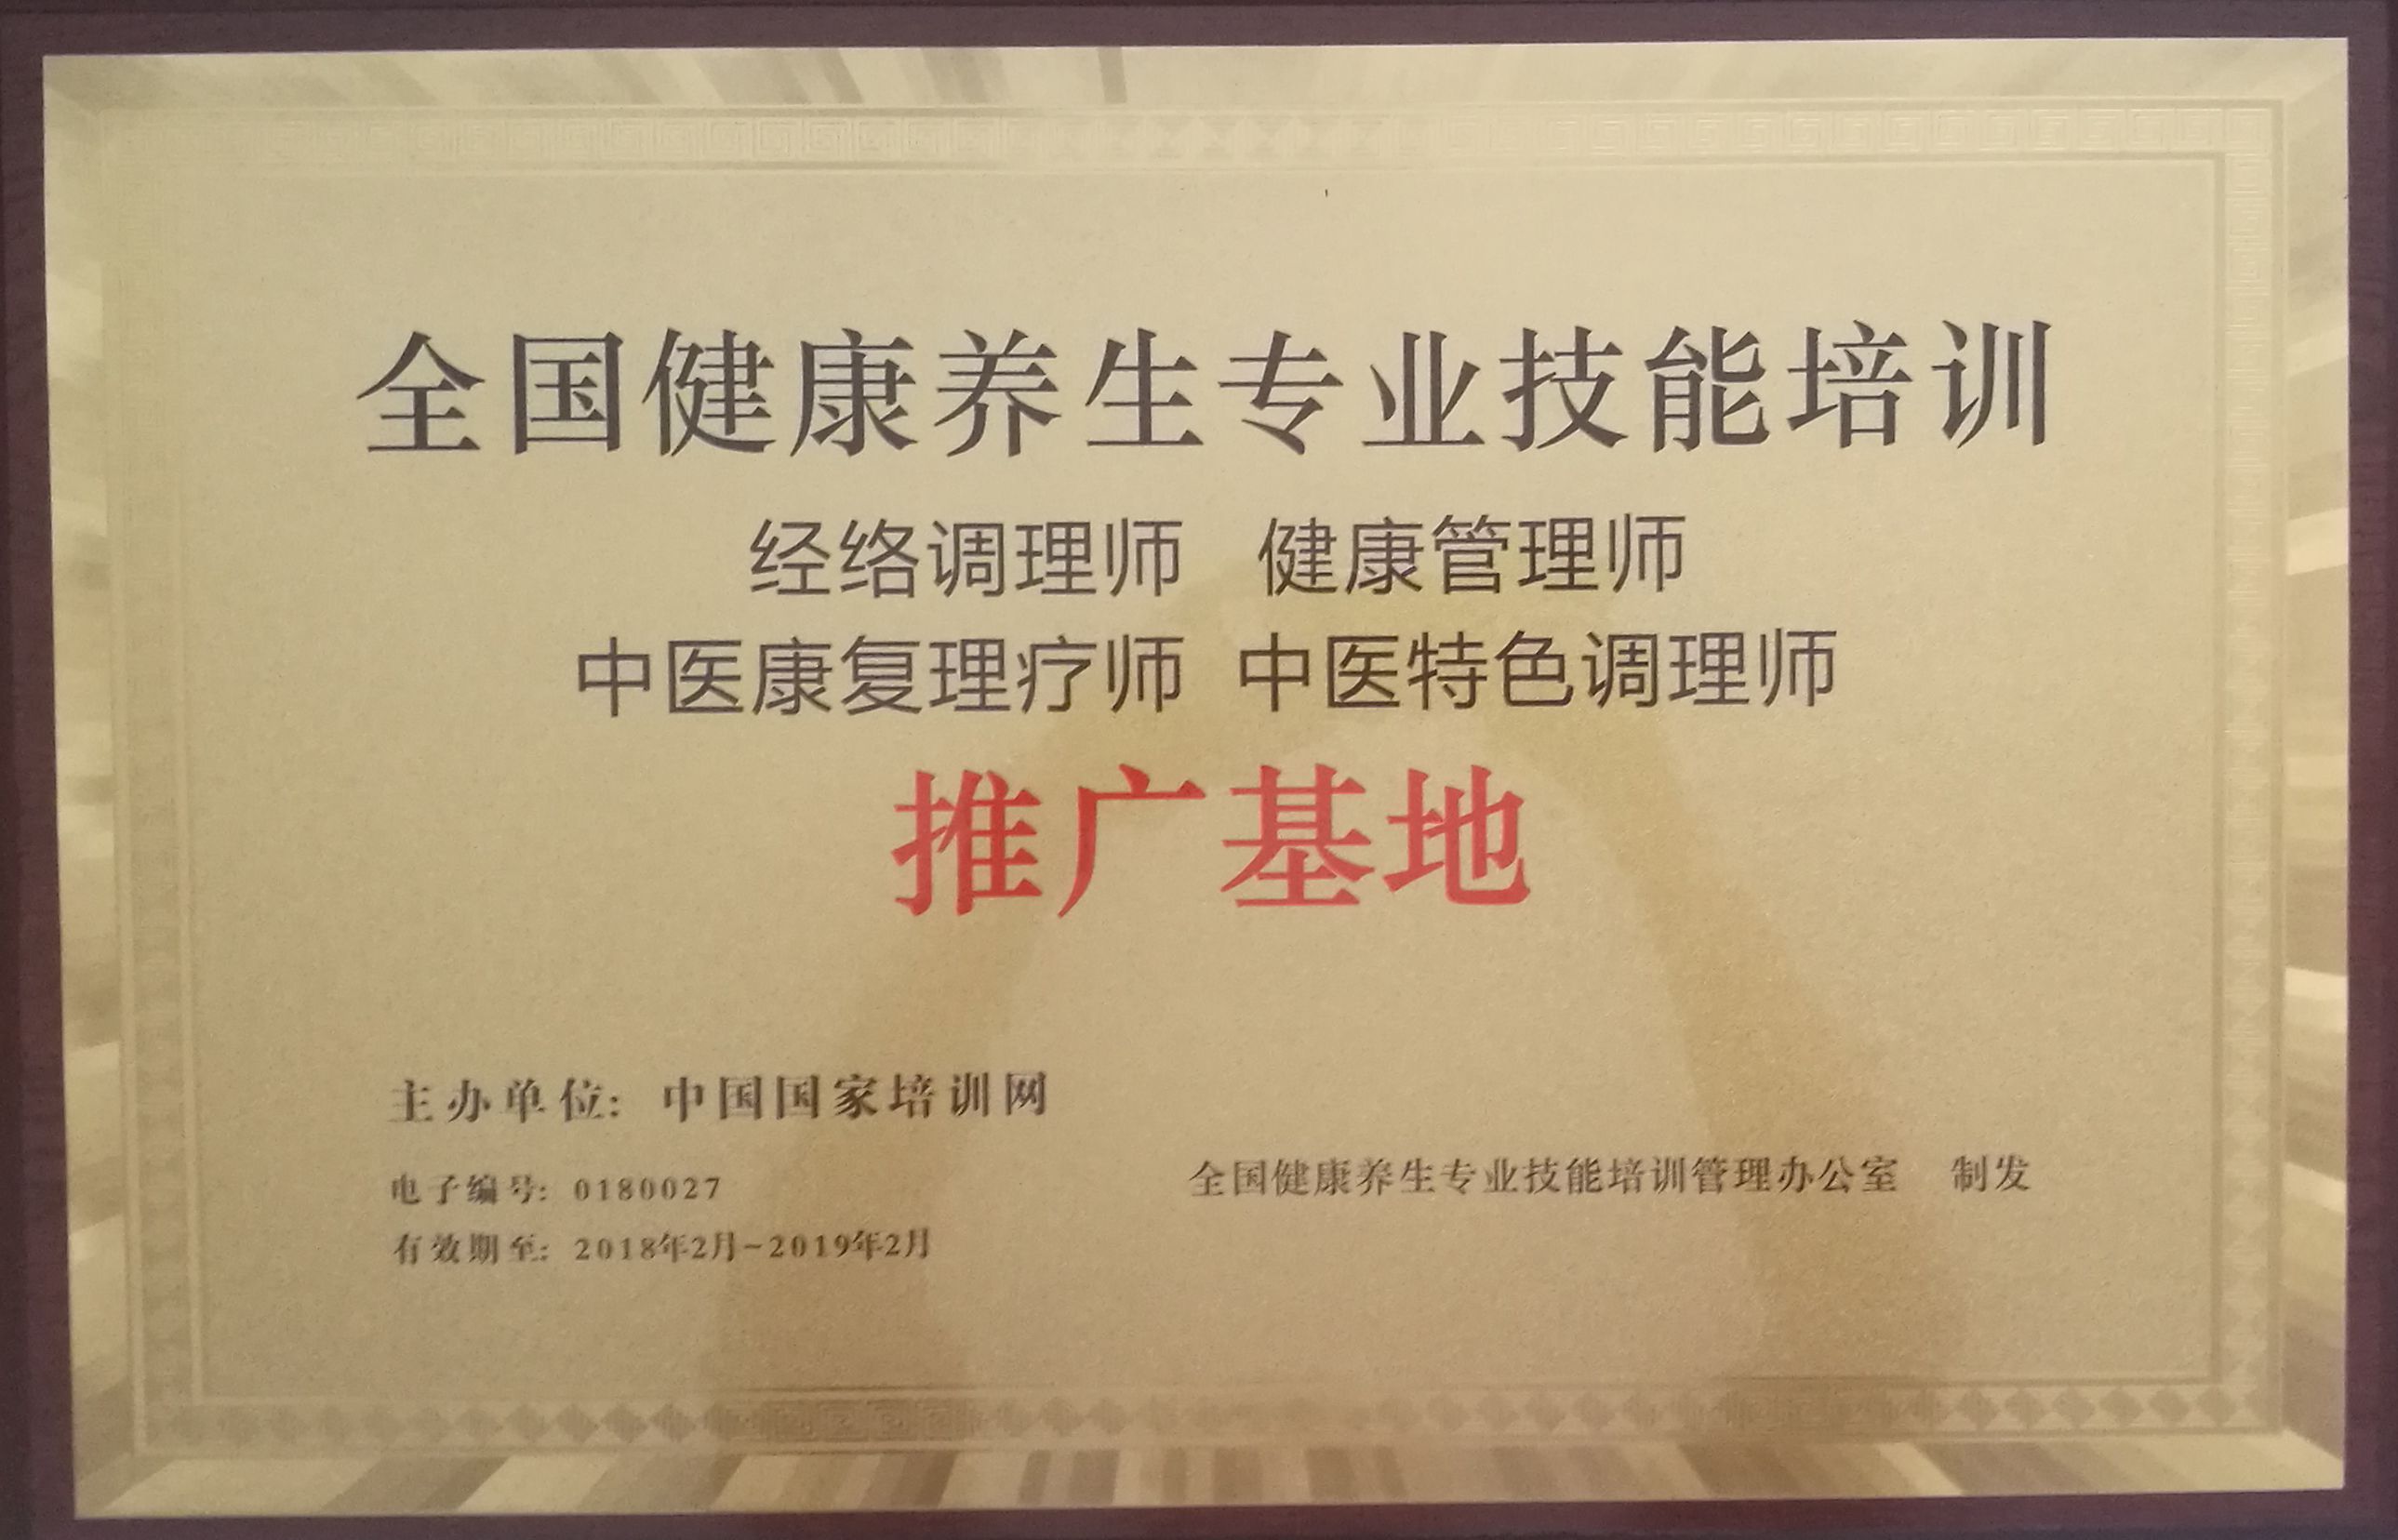 全国健康养生专业技能培训
经络调理师 健康管理师
中医康复理疗师 中医特色调理师
推广基地
主办单位: 中国国家培训网
电子编号: 0180027
全国健康养生专业技能培训管理办公室 制发
有效期至: 2018年2月-2019年2月